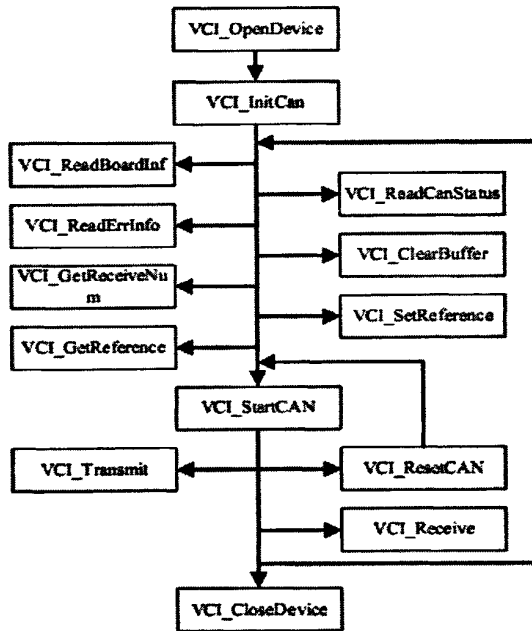 VCI_OpenDevice
VCI_InitCan
VCI_ReadBoardInf
VCI_ReadCanStatus
VCI_ReadErrInfo
VCI_ClearBuffer
VCI_GetReceiveNu
m
VCI_SetReference
VCI_GetReference
VCI_StartCAN
VCI_Transmit
VCI_ResetCAN
VCI_Receive
VCI_CloseDevice